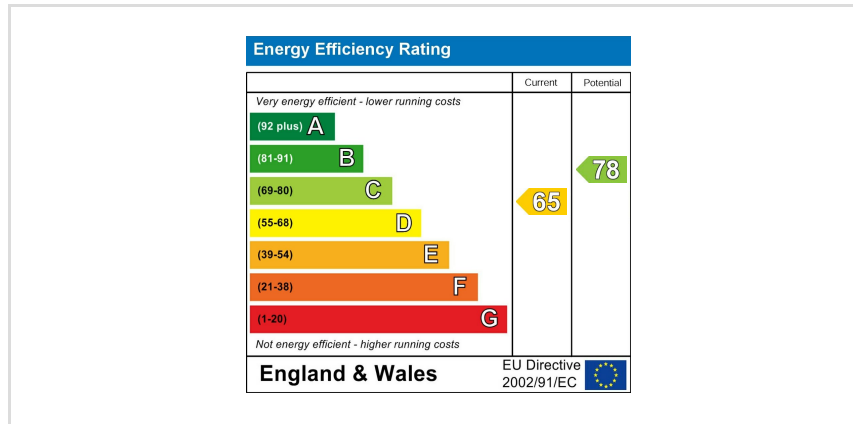 Energy Efficiency Rating
Current Potential
Very energy efficient - lower running costs
(92 plus) A
(81-91) B
78
(69-80) C
65
(55-68) D
(39-54) E
(21-38) F
(1-20) G
Not energy efficient - higher running costs
England & Wales
EU Directive
2002/91/EC